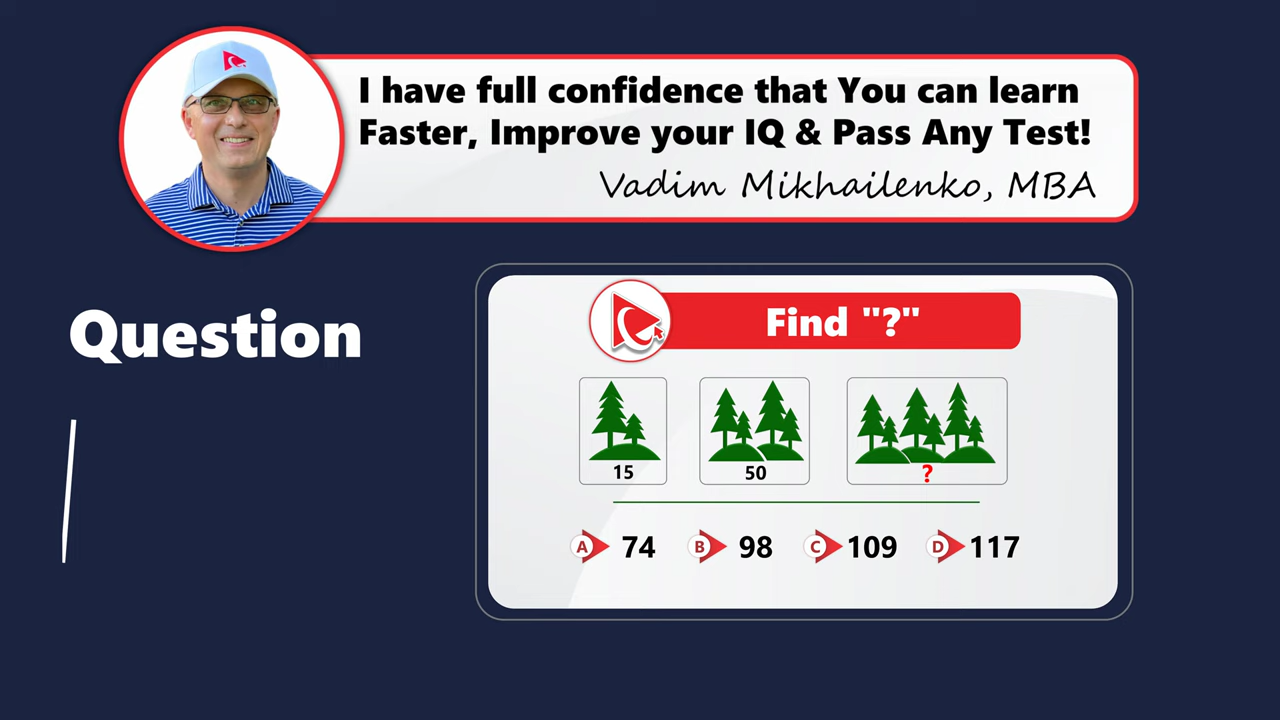 I have full confidence that You can learn
Faster, Improve your IQ & Pass Any Test!
Vadim Mikhailenko, MBA
Question
Find "?"
15
50
?
A 74 B 98 C 109 D 117